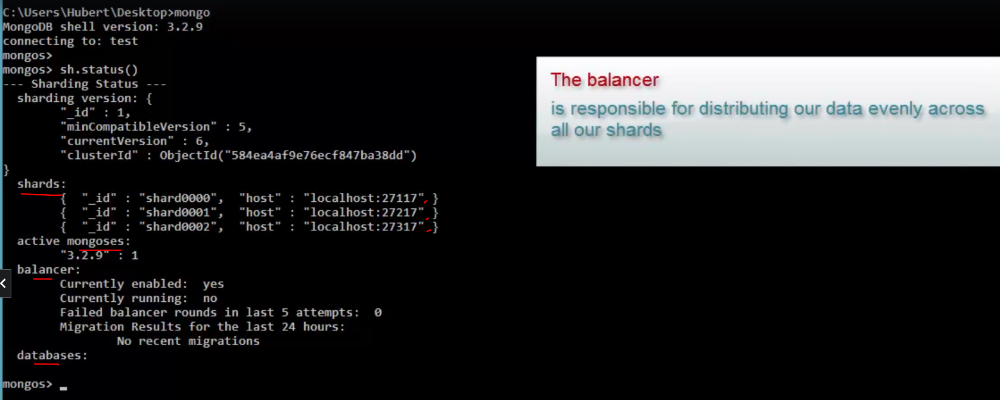 C:\Users\Hubert\Desktop>mongo
MongoDB shell version: 3.2.9
connecting to: test
mongos>
mongos> sh.status()
--- Sharding Status ---
  sharding version: {
        "_id" : 1,
        "minCompatibleVersion" : 5,
        "currentVersion" : 6,
        "clusterId" : ObjectId("584ea4af9e76ecf847ba38dd")
}
  shards:
        {  "_id" : "shard0000",  "host" : "localhost:27117" }
        {  "_id" : "shard0001",  "host" : "localhost:27217" }
        {  "_id" : "shard0002",  "host" : "localhost:27317" }
  active mongoses:
        "3.2.9" : 1
  balancer:
        Currently enabled:  yes
        Currently running:  no
        Failed balancer rounds in last 5 attempts:  0
        Migration Results for the last 24 hours:
                No recent migrations
  databases:
mongos> _
The balancer
is responsible for distributing our data evenly across
all our shards